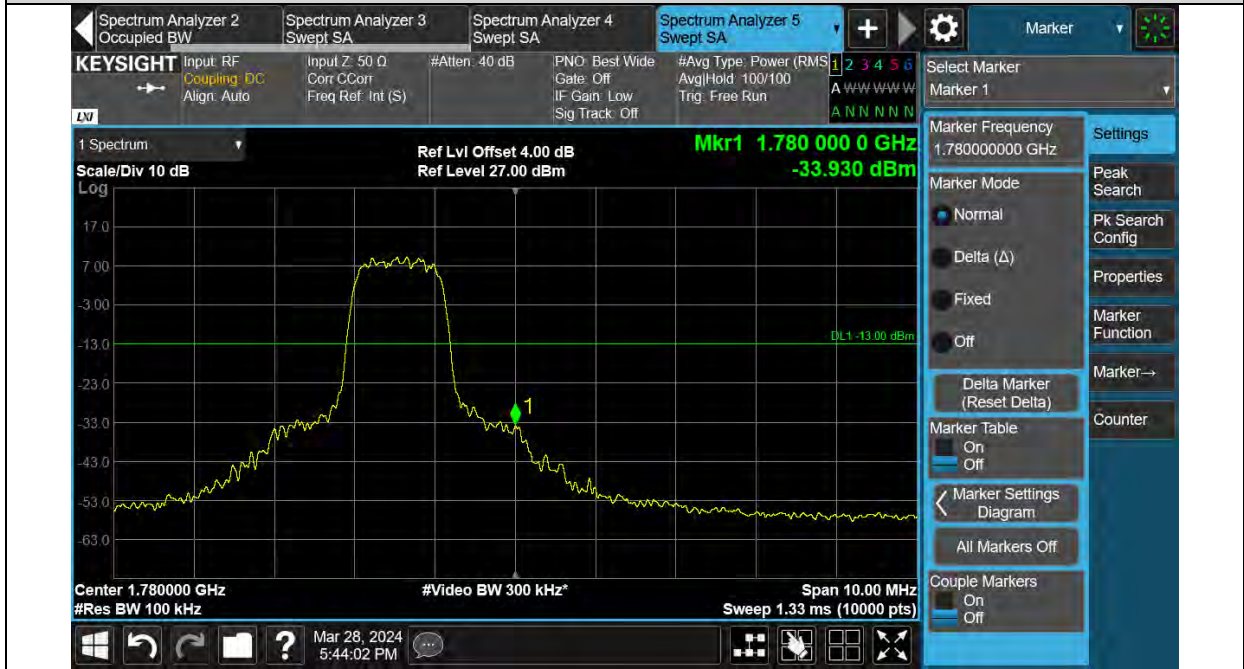 Spectrum Analyzer 2
Occupied BW
Spectrum Analyzer 3
Swept SA
Spectrum Analyzer 4
Swept SA
Spectrum Analyzer 5
Swept SA
Marker
KEYSIGHT
LXI
Input: RF
Coupling: DC
Align: Auto
Input Z: 50 Ω
Corr CCorr
Freq Ref: Int (S)
#Atten: 40 dB
PNO: Best Wide
Gate: Off
IF Gain: Low
Sig Track: Off
#Avg Type: Power (RMS
Avg|Hold: 100/100
Trig: Free Run
1 2 3 4 5 6
A W W W W W
A N N N N N
Select Marker
Marker 1
1 Spectrum
Scale/Div 10 dB
Log
Ref Lvl Offset 4.00 dB
Ref Level 27.00 dBm
Mkr1 1.780 000 0 GHz
-33.930 dBm
17.0
7.00
-3.00
-13.0
-23.0
-33.0
-43.0
-53.0
-63.0
DL1 -13.00 dBm
1
Center 1.780000 GHz
#Res BW 100 kHz
#Video BW 300 kHz*
Span 10.00 MHz
Sweep 1.33 ms (10000 pts)
Marker Frequency
1.780000000 GHz
Marker Mode
Normal
Delta (Δ)
Fixed
Off
Delta Marker
(Reset Delta)
Marker Table
On
Off
Marker Settings
Diagram
All Markers Off
Couple Markers
On
Off
Settings
Peak
Search
Pk Search
Config
Properties
Marker
Function
Marker→
Counter
?
Mar 28, 2024
5:44:02 PM